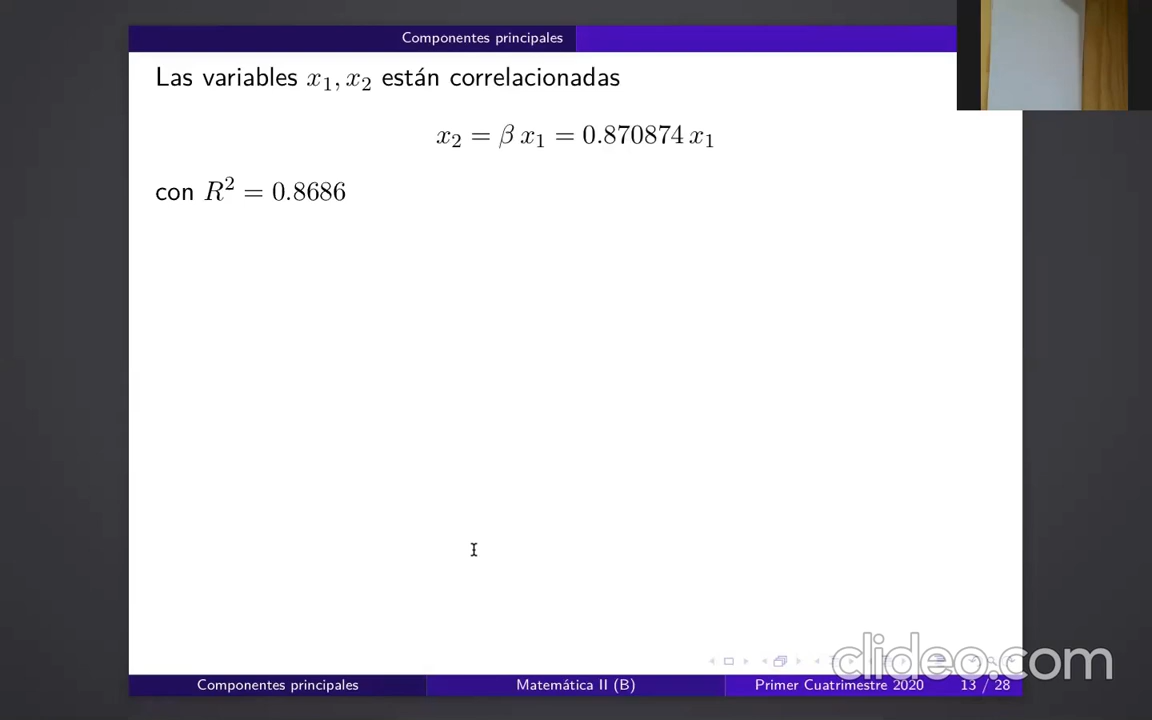 Componentes principales
Las variables x₁, x₂ están correlacionadas
x₂ = β x₁ = 0.870874 x₁
con R² = 0.8686
clideo.com
Componentes principales Matemática II (B) Primer Cuatrimestre 2020 13 / 28